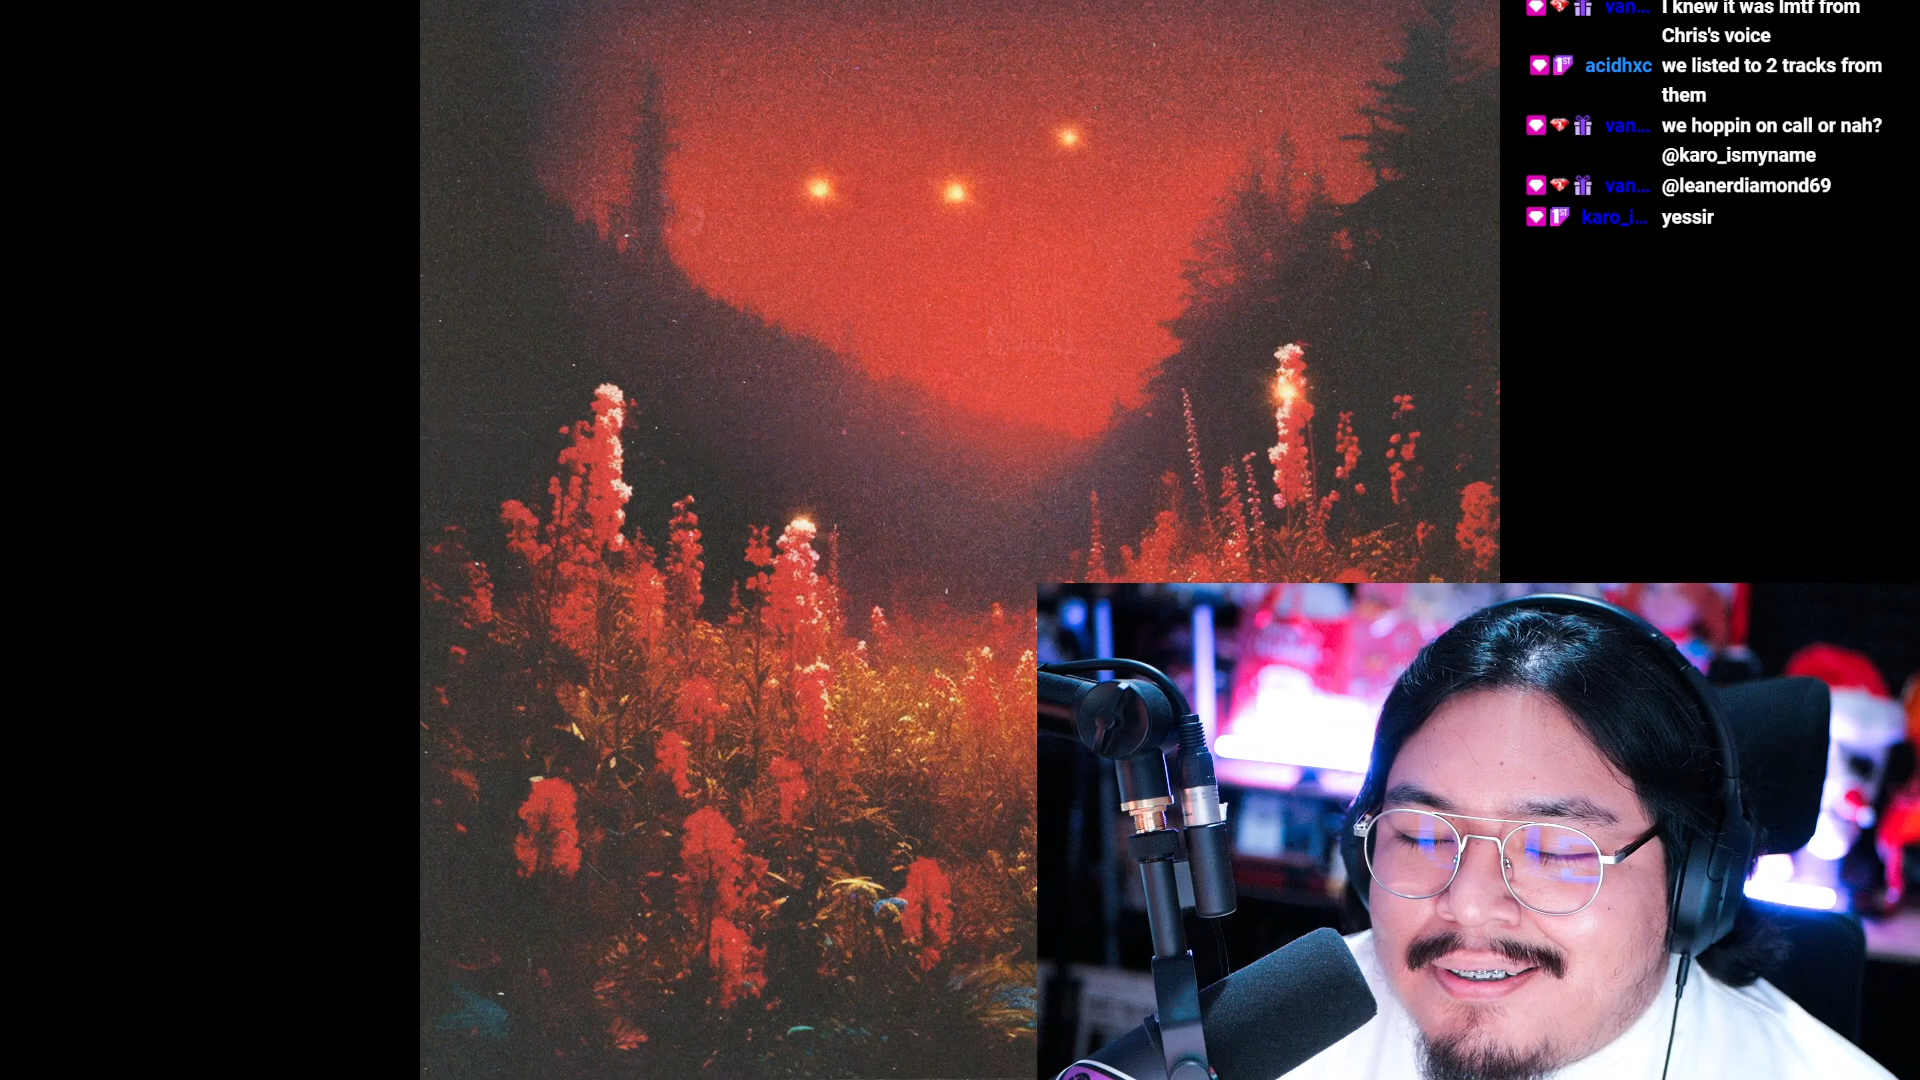 van... I knew it was lmtf from
Chris's voice
acidhxc we listed to 2 tracks from
them
van... we hoppin on call or nah?
@karo_ismyname
van... @leanerdiamond69
karo_i... yessir